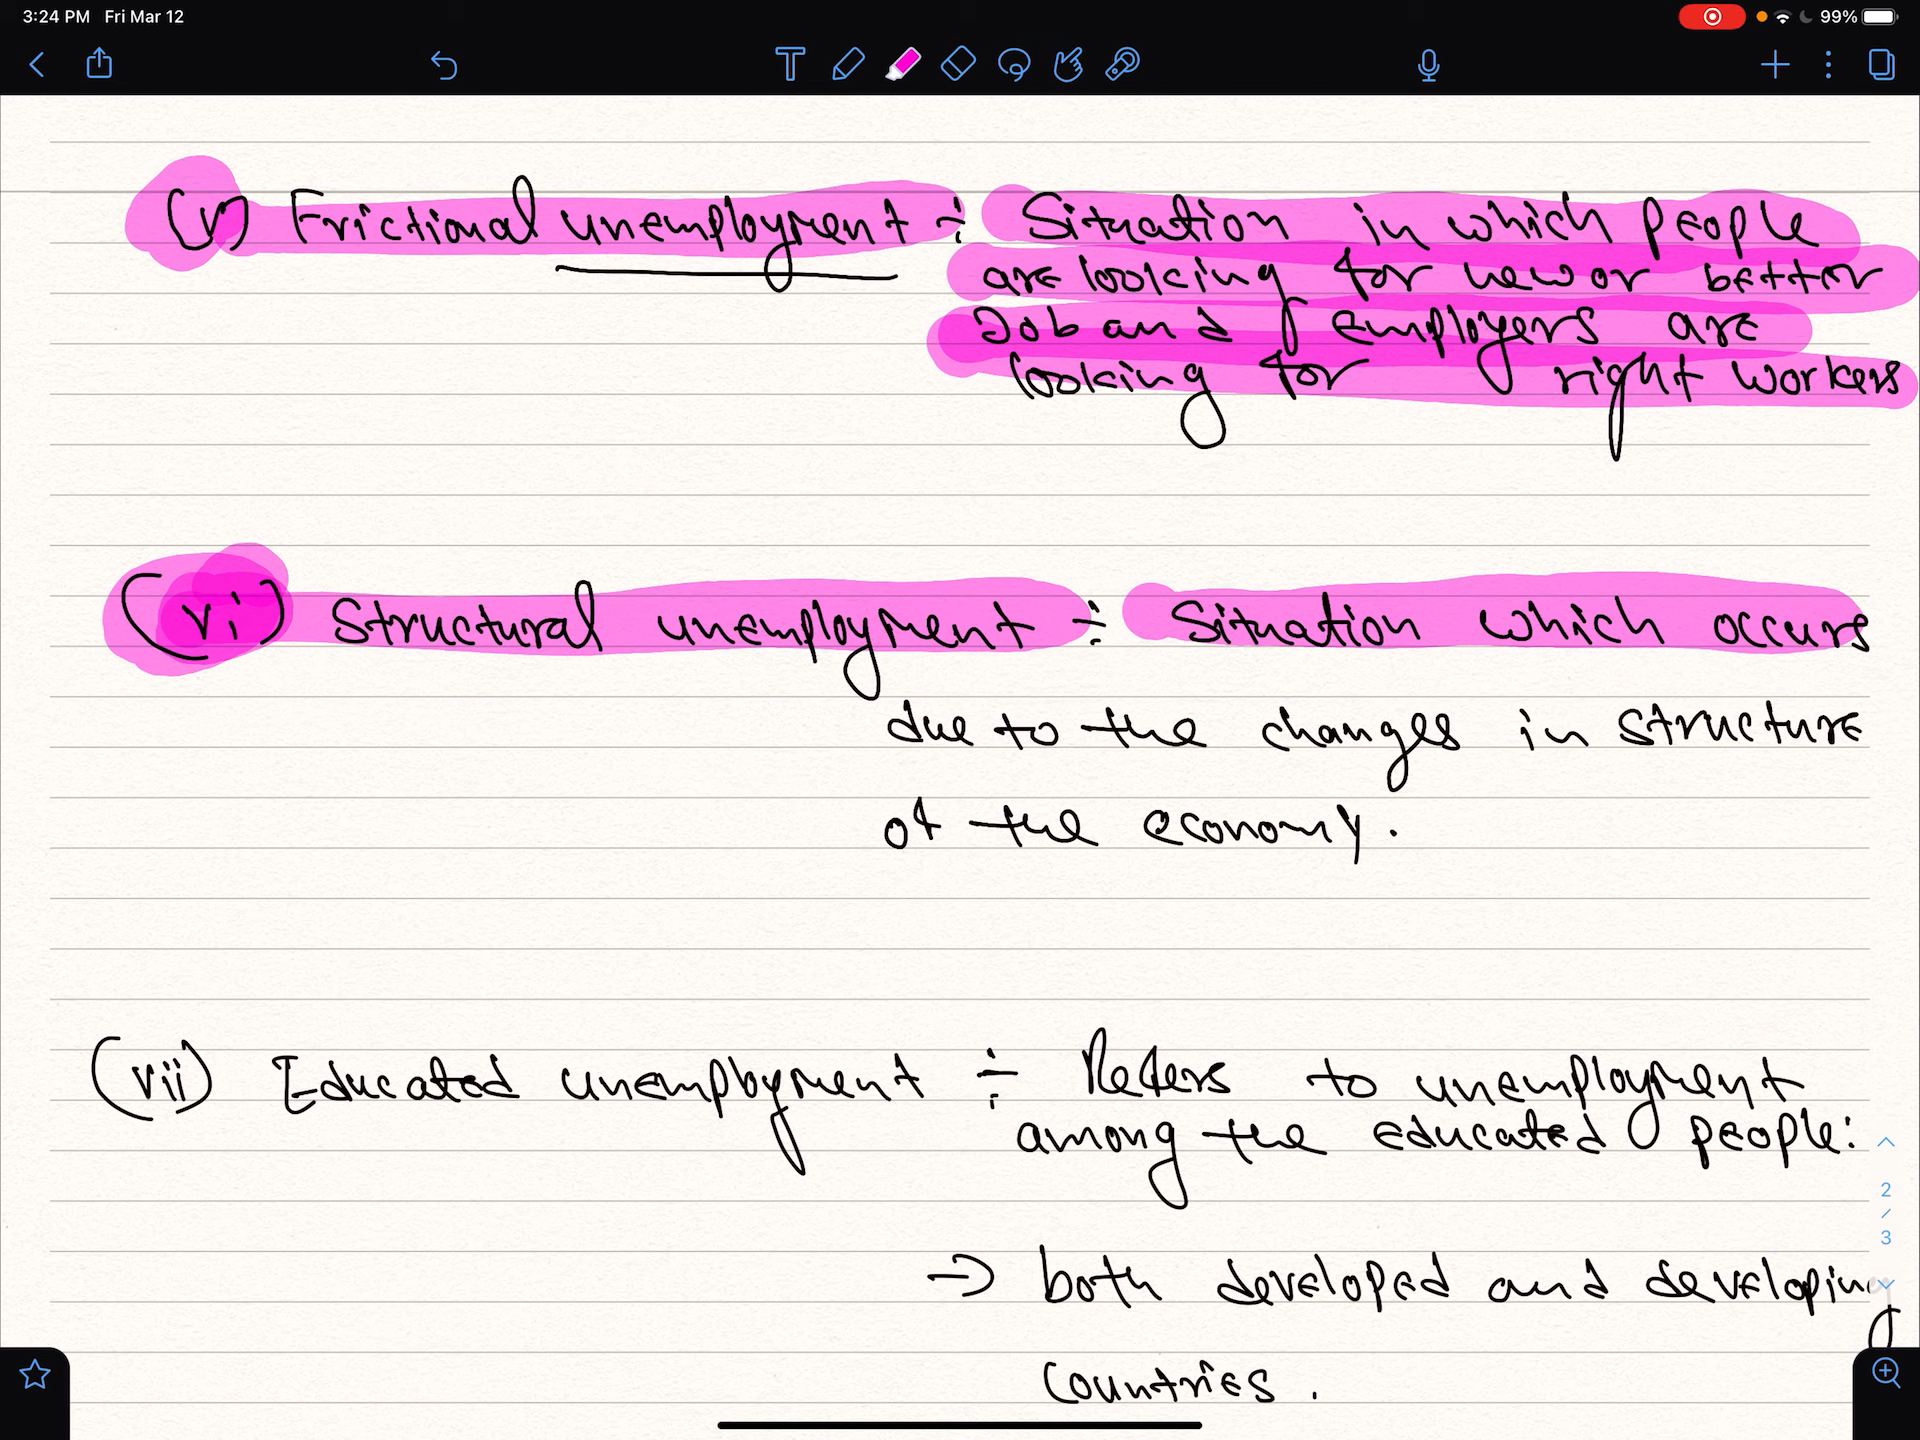 3:24 PM Fri Mar 12
99%
(v) Frictional unemployment ÷ Situation in which people
are looking for new or better
Job and employers are
looking for right workers
(vi) Structural unemployment ÷ Situation which occurs
due to the changes in structure
of the economy.
(vii) Educated unemployment ÷ Refers to unemployment
among the educated people:
2
/
3
→ both developed and developing
countries.